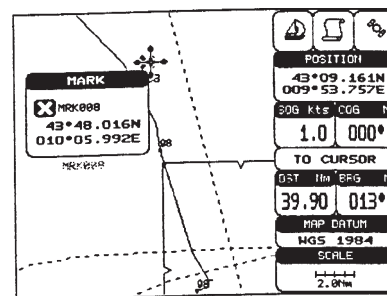 MARK
MRK008
43°48.016N
010°05.992E
MRK008
98
98
POSITION
43°09.161N
009°53.757E
SOG Kts COG
1.0 000°
TO CURSOR
DST Nm BRG
39.90 013°
MAP DATUM
WGS 1984
SCALE
2.0Nm